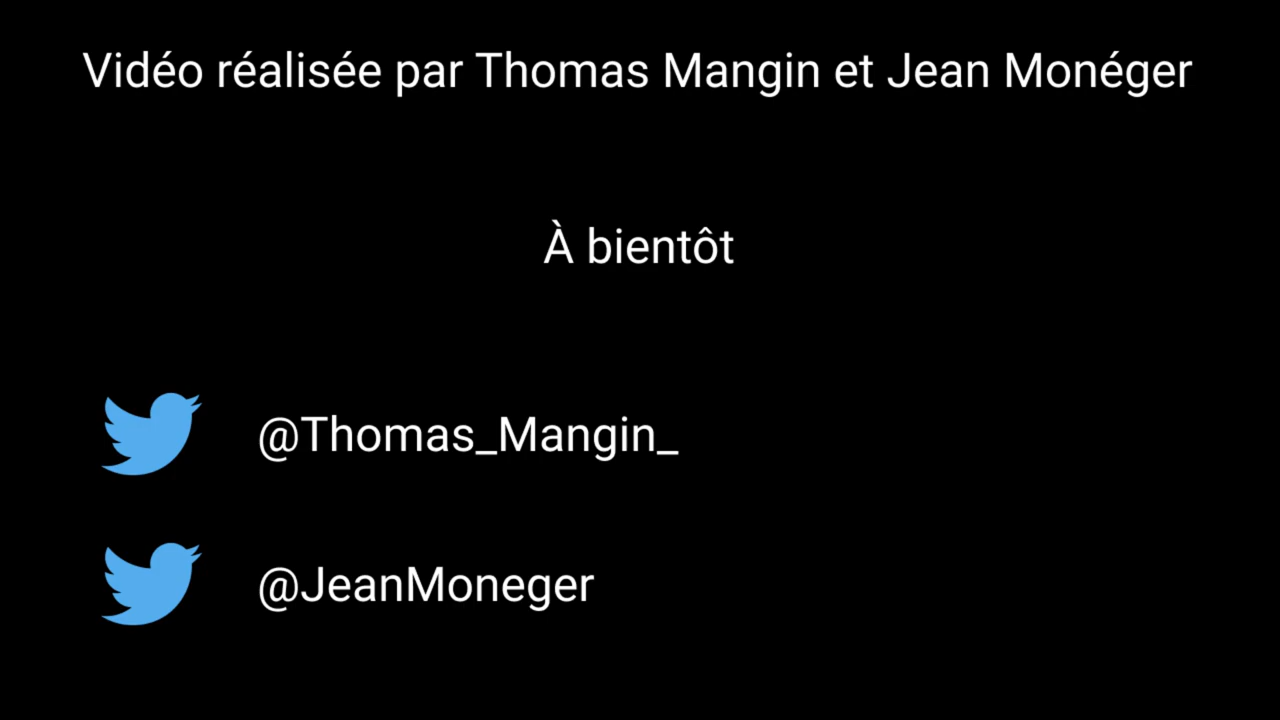 Vidéo réalisée par Thomas Mangin et Jean Monéger
À bientôt
@Thomas_Mangin_
@JeanMoneger